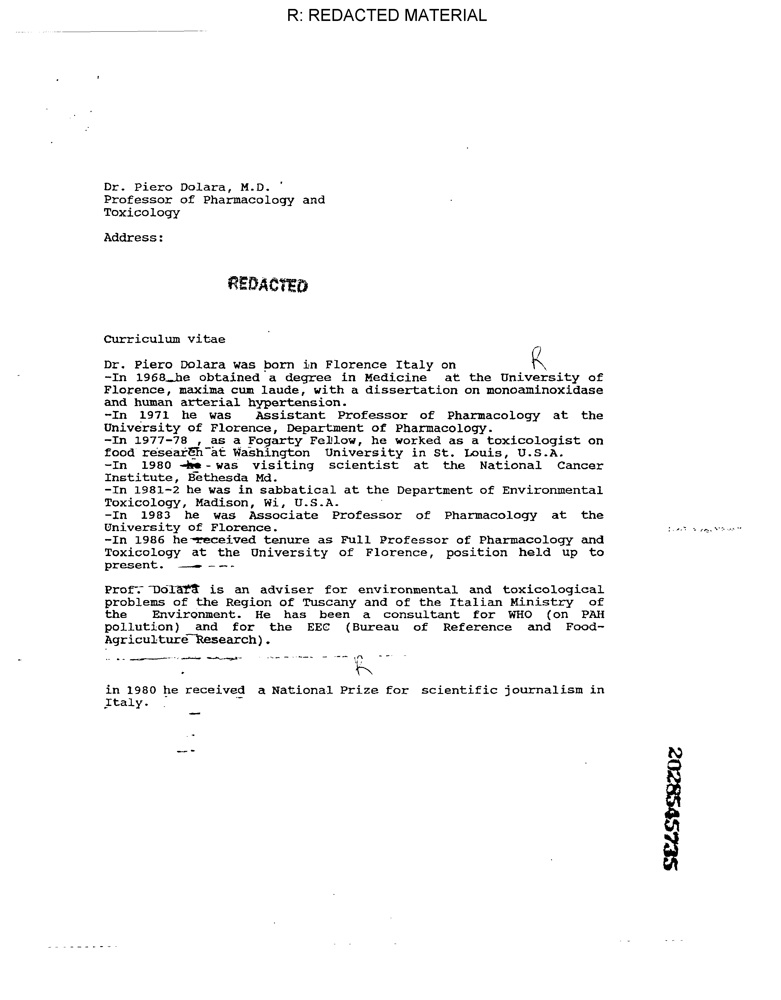 R: REDACTED MATERIAL
Dr. Piero Dolara, M.D.
Professor of Pharmacology and
Toxicology
Address:
REDACTED
Curriculum vitae
R
Dr. Piero Dolara was born in Florence Italy on
-In 1968 he obtained a degree in Medicine at the University of
Florence, maxima cum laude, with a dissertation on monoaminoxidase
and human arterial hypertension.
-In 1971 he was Assistant Professor of Pharmacology at the
University of Florence, Department of Pharmacology.
-In 1977-78 , as a Fogarty Fellow, he worked as a toxicologist on
food research at Washington University in St. Louis, U.S.A.
-In 1980 he - was visiting scientist at the National Cancer
Institute, Bethesda Md.
-In 1981-2 he was in sabbatical at the Department of Environmental
Toxicology, Madison, Wi, U.S.A.
-In 1983 he was Associate Professor of Pharmacology at the
University of Florence.
-In 1986 he received tenure as Full Professor of Pharmacology and
Toxicology at the University of Florence, position held up to
present.
Prof. Dolara is an adviser for environmental and toxicological
problems of the Region of Tuscany and of the Italian Ministry of
the Environment. He has been a consultant for WHO (on PAH
pollution) and for the EEC (Bureau of Reference and Food-
Agriculture Research).
R
in 1980 he received a National Prize for scientific journalism in
Italy.
2028545735